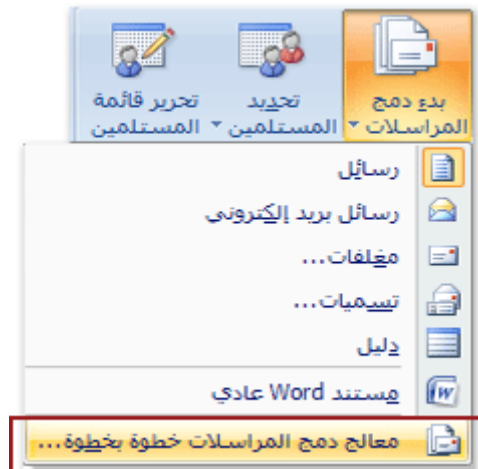 بدء دمج
المراسلات
تحديد
المستلمين
تحرير قائمة
المستلمين
رسائل
رسائل بريد إلكتروني
مغلفات...
تسميات...
دليل
مستند Word عادي
معالج دمج المراسلات خطوة بخطوة...